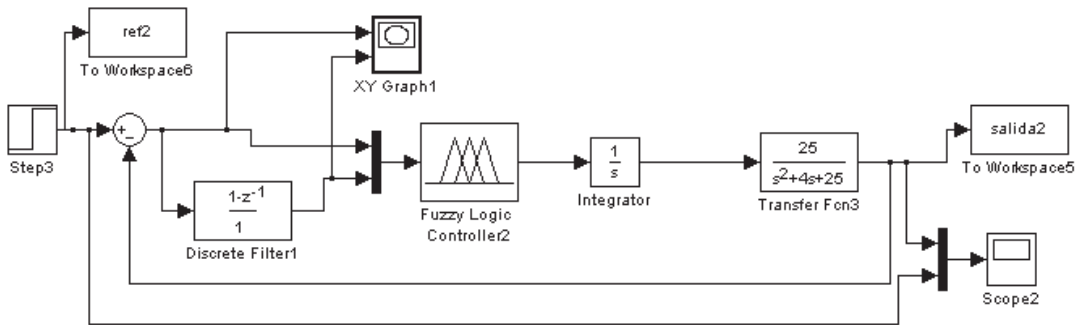 ref2
To Workspace6
XY Graph1
Step3
+
−
1-z⁻¹
1
Discrete Filter1
Fuzzy Logic
Controller2
1
s
Integrator
25
s²+4s+25
Transfer Fcn3
salida2
To Workspace5
Scope2